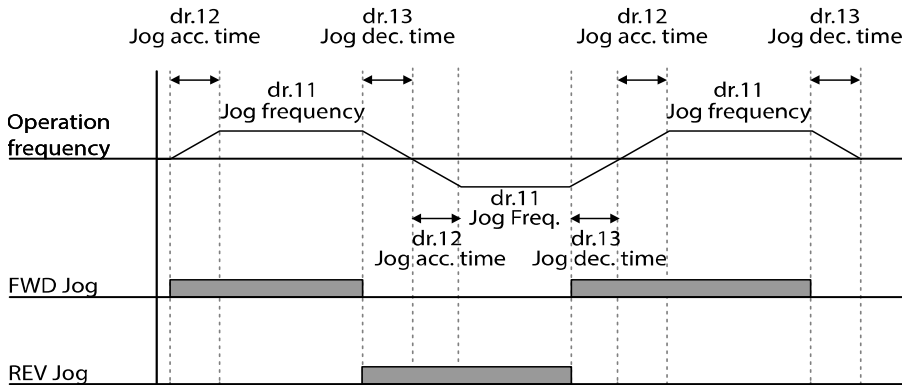 dr.12
Jog acc. time
dr.13
Jog dec. time
dr.12
Jog acc. time
dr.13
Jog dec. time
dr.11
Jog frequency
dr.11
Jog frequency
Operation
frequency
dr.11
Jog Freq.
dr.12
Jog acc. time
dr.13
Jog dec. time
FWD Jog
REV Jog